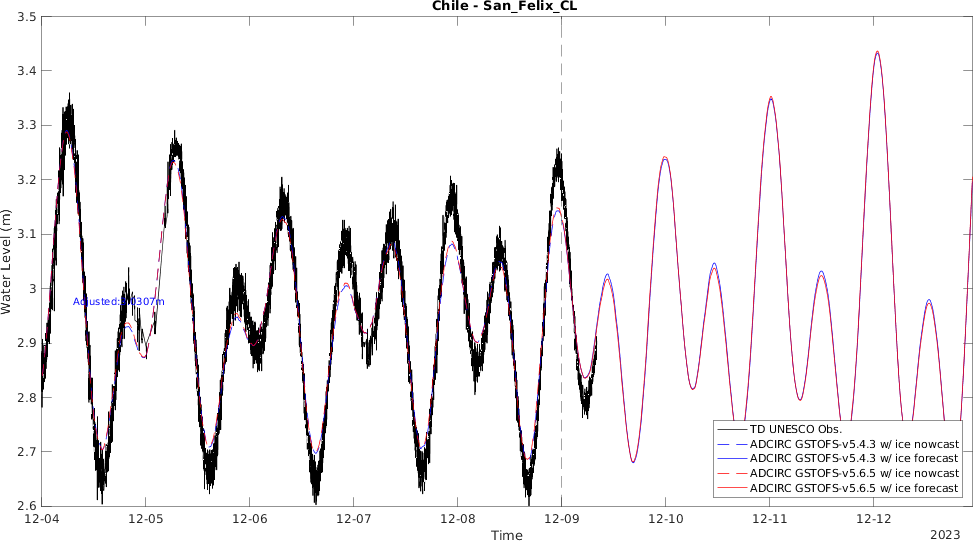 Chile - San_Felix_CL
3.5
3.4
3.3
3.2
3.1
3
2.9
2.8
2.7
2.6
Water Level (m)
Adjusted:
307m
TD UNESCO Obs.
ADCIRC GSTOFS-v5.4.3 w/ ice nowcast
ADCIRC GSTOFS-v5.4.3 w/ ice forecast
ADCIRC GSTOFS-v5.6.5 w/ ice nowcast
ADCIRC GSTOFS-v5.6.5 w/ ice forecast
12-04 12-05 12-06 12-07 12-08 12-09 12-10 12-11 12-12
Time
2023